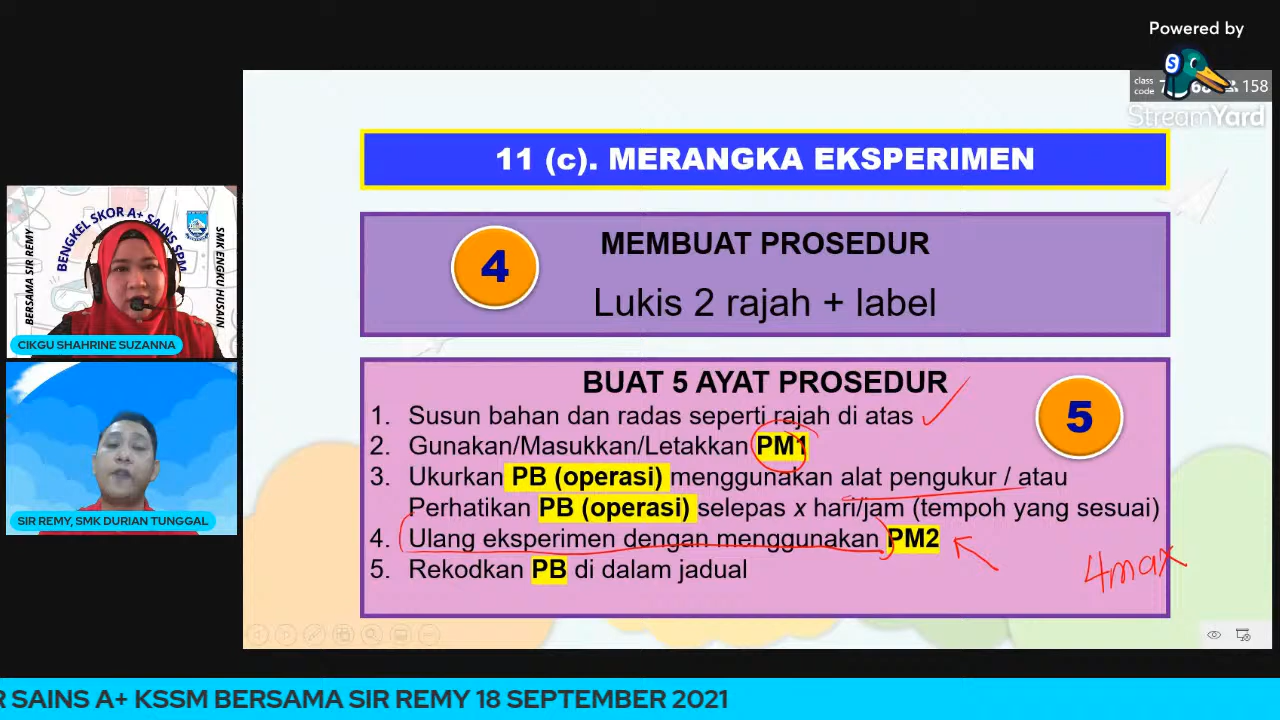 Powered by
class
code
158
StreamYard
11 (c). MERANGKA EKSPERIMEN
4
MEMBUAT PROSEDUR
Lukis 2 rajah + label
BUAT 5 AYAT PROSEDUR
5
1. Susun bahan dan radas seperti rajah di atas
2. Gunakan/Masukkan/Letakkan PM1
3. Ukurkan PB (operasi) menggunakan alat pengukur / atau
Perhatikan PB (operasi) selepas x hari/jam (tempoh yang sesuai)
4. Ulang eksperimen dengan menggunakan PM2
5. Rekodkan PB di dalam jadual
4max
BENGKEL SKOR A+ SAINS SPM
BERSAMA SIR REMY
SMK ENGKU HUSAIN
CIKGU SHAHRINE SUZANNA
SIR REMY, SMK DURIAN TUNGGAL
R SAINS A+ KSSM BERSAMA SIR REMY 18 SEPTEMBER 2021